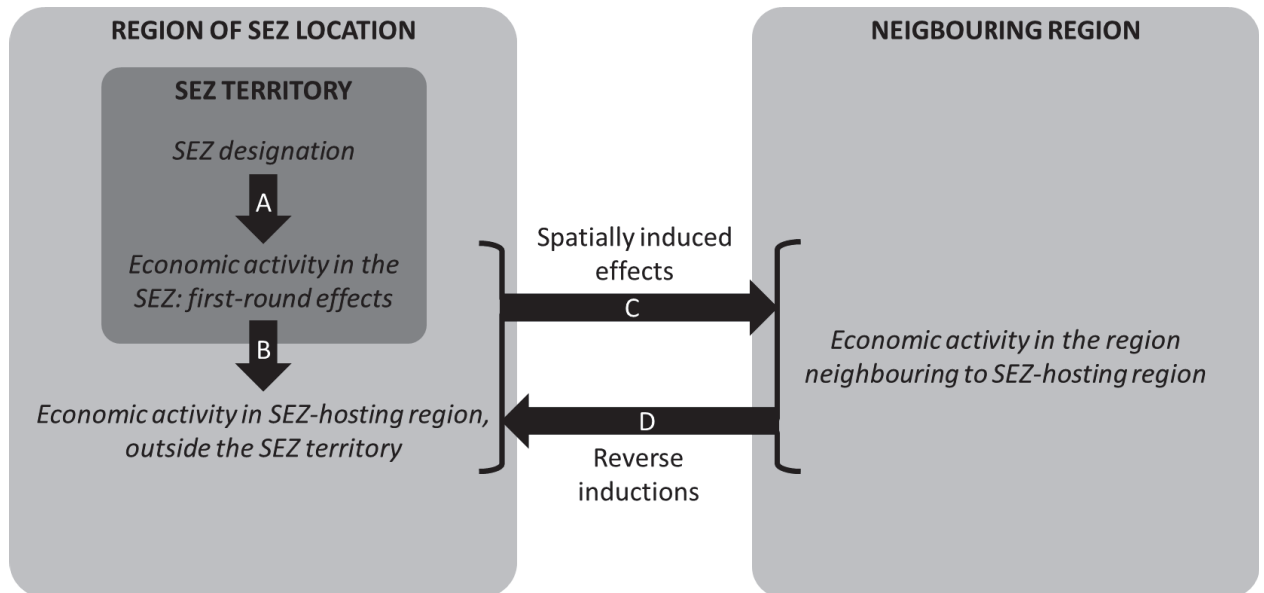 REGION OF SEZ LOCATION
SEZ TERRITORY
SEZ designation
A
Economic activity in the
SEZ: first-round effects
B
Economic activity in SEZ-hosting region,
outside the SEZ territory
Spatially induced
effects
C
D
Reverse
inductions
NEIGBOURING REGION
Economic activity in the region
neighbouring to SEZ-hosting region